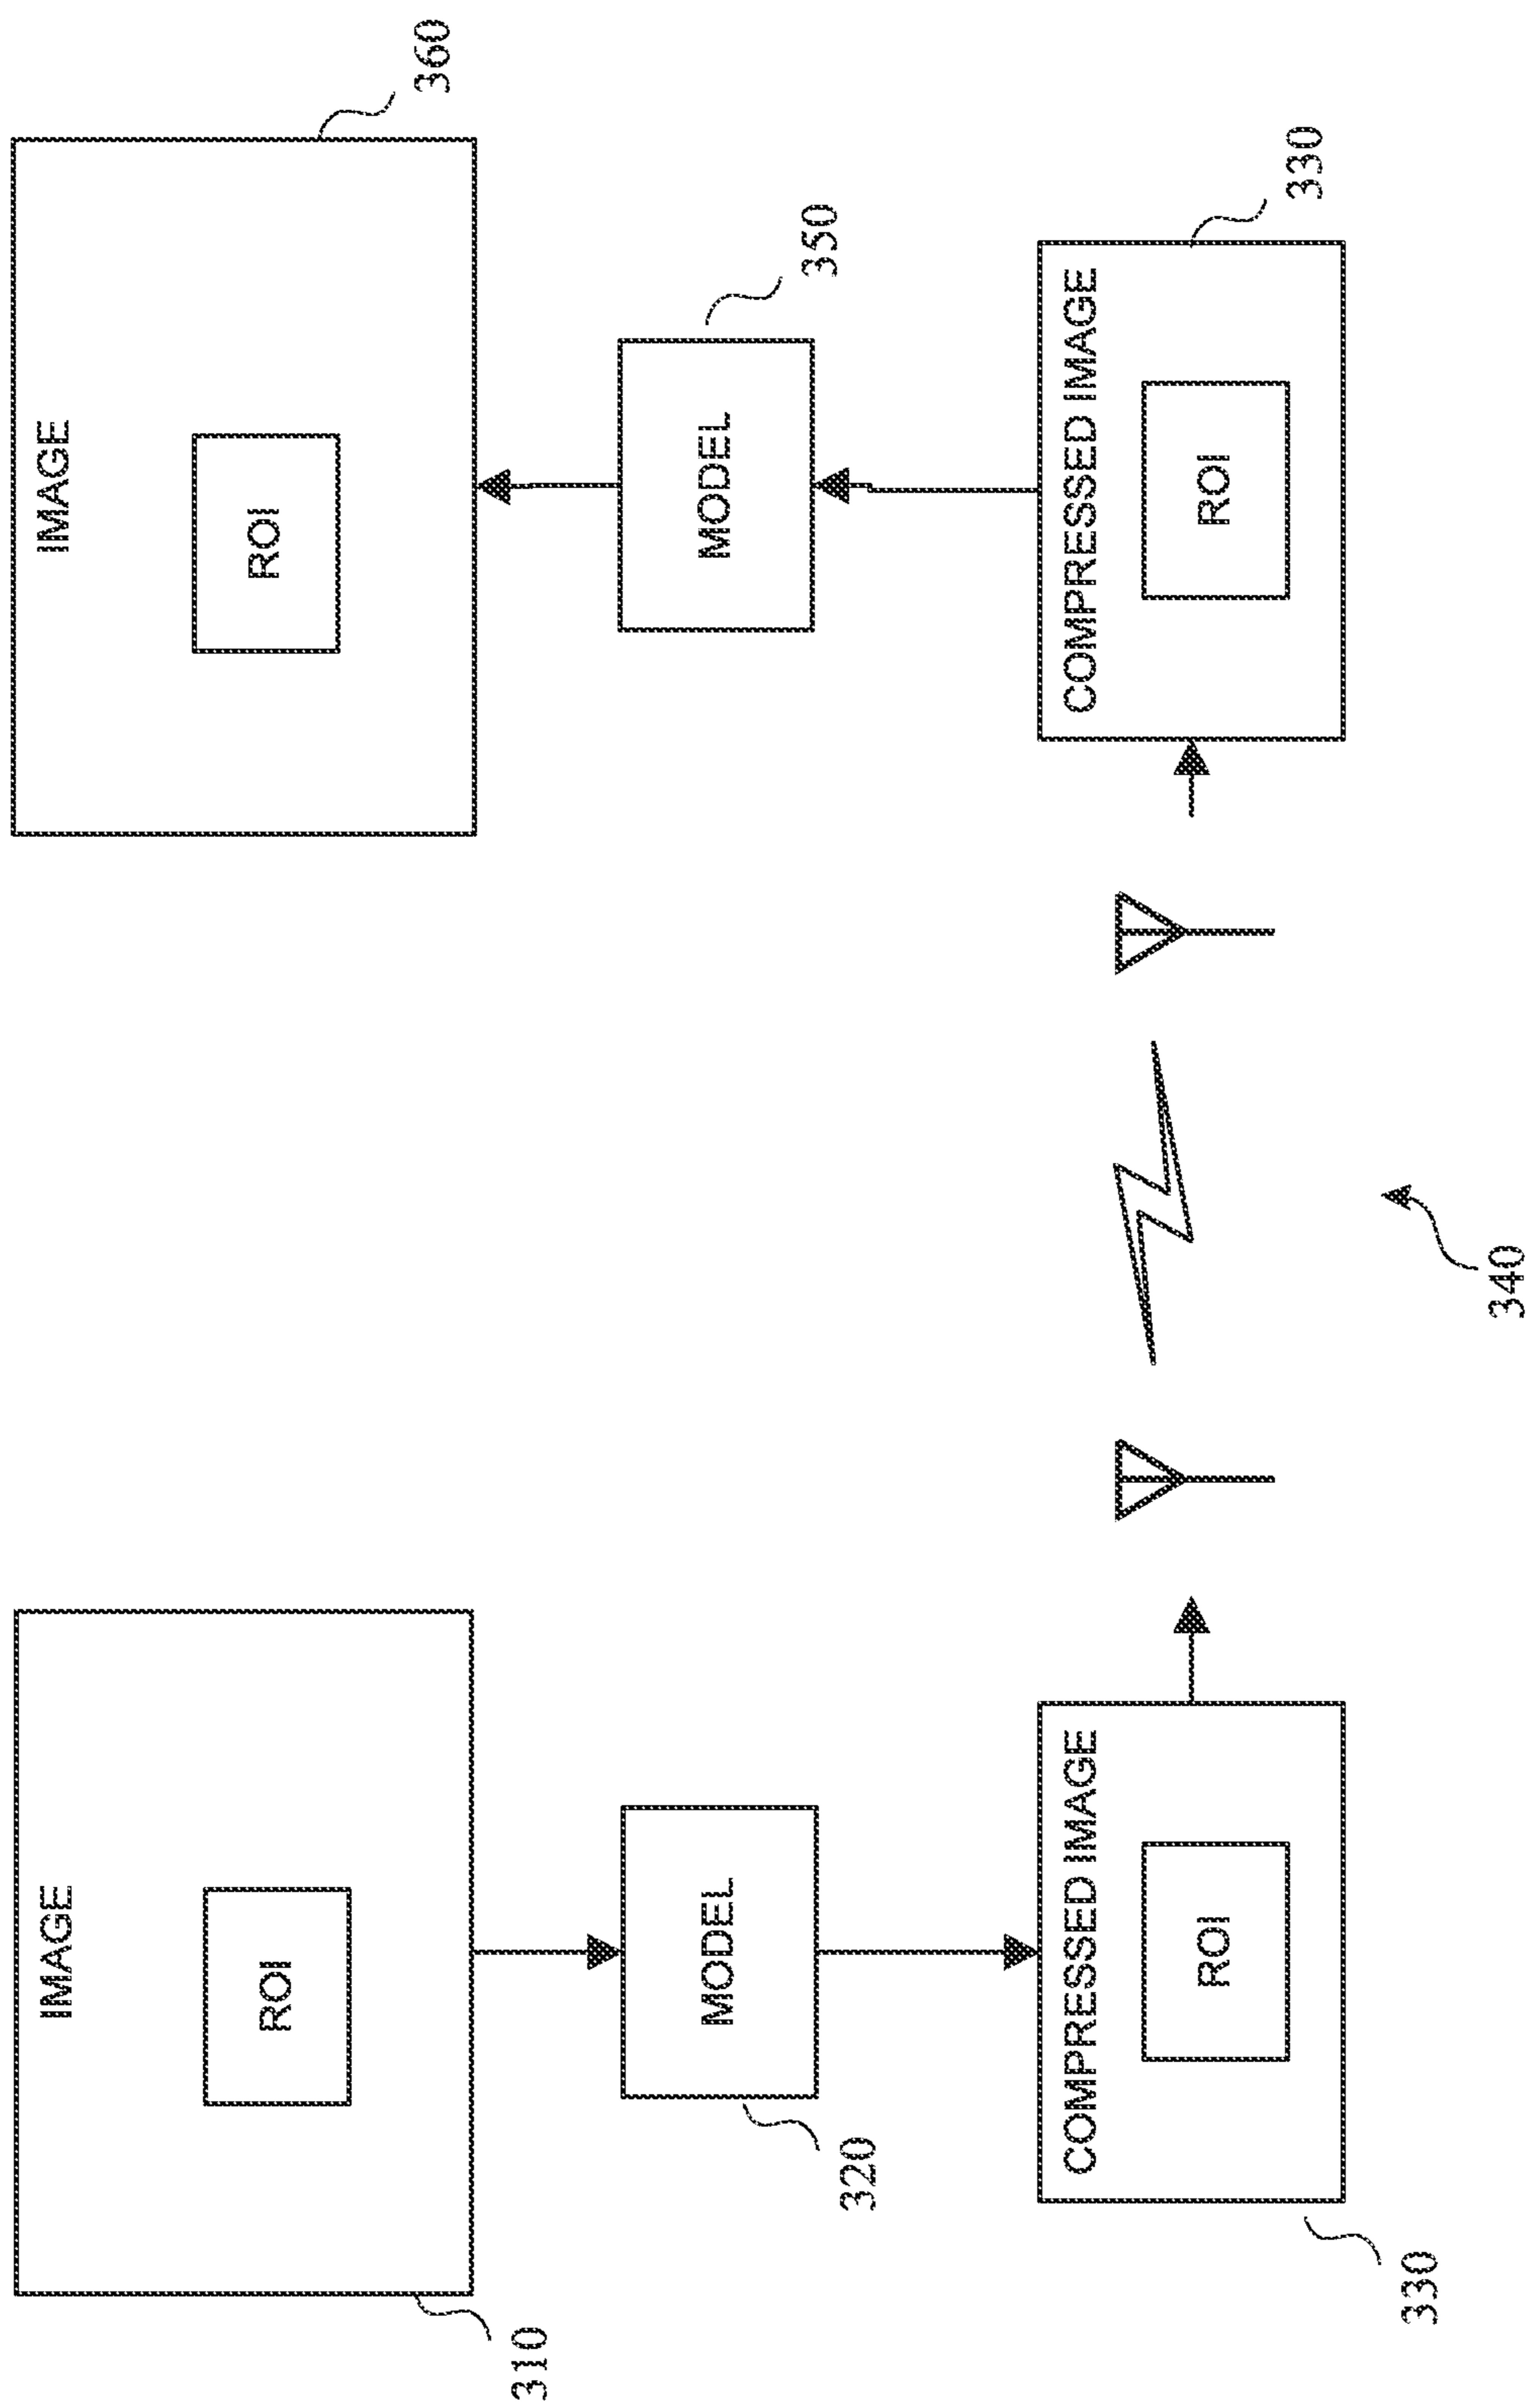 IMAGE
ROI
310
MODEL
320
COMPRESSED IMAGE
ROI
330
340
IMAGE
ROI
360
MODEL
350
COMPRESSED IMAGE
ROI
330